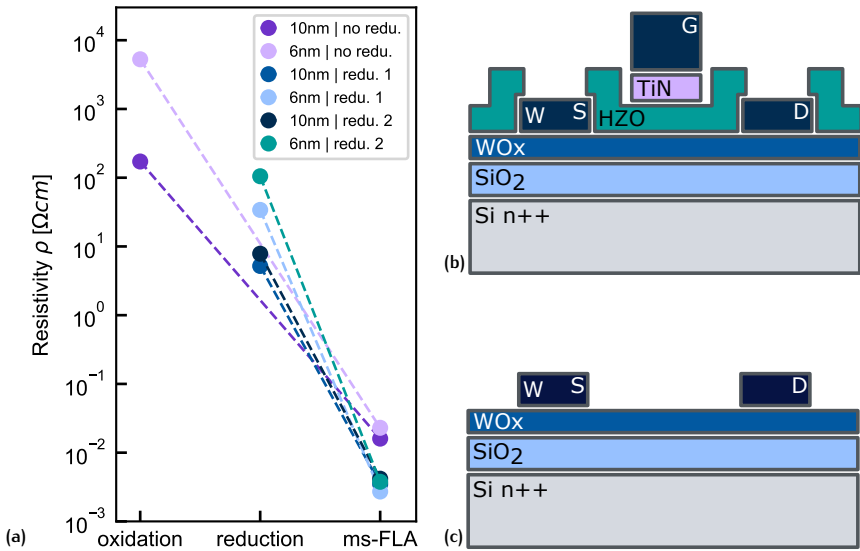 10⁴
10³
10²
10¹
10⁰
10⁻¹
10⁻²
10⁻³
Resistivity ρ [Ωcm]
10nm | no redu.
6nm | no redu.
10nm | redu. 1
6nm | redu. 1
10nm | redu. 2
6nm | redu. 2
oxidation reduction ms-FLA
(a)
G
TiN
W S HZO D
WOx
SiO₂
Si n++
(b)
W S D
WOx
SiO₂
Si n++
(c)